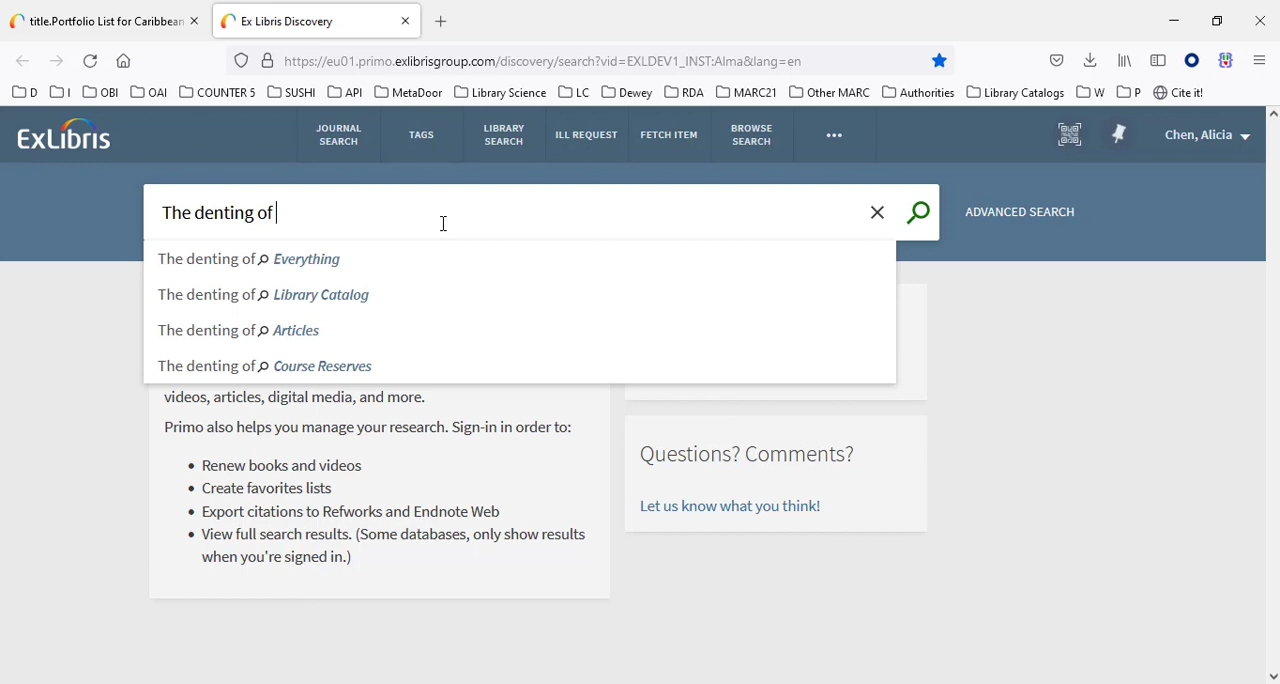 title.Portfolio List for Caribbean
Ex Libris Discovery
https://eu01.primo.exlibrisgroup.com/discovery/search?vid=EXLDEV1_INST:Alma&lang=en
D I OBI OAI COUNTER 5 SUSHI API MetaDoor Library Science LC Dewey RDA MARC21 Other MARC Authorities Library Catalogs W P Cite it!
ExLibris
JOURNAL SEARCH
TAGS
LIBRARY SEARCH
ILL REQUEST
FETCH ITEM
BROWSE SEARCH
Chen, Alicia
The denting of
ADVANCED SEARCH
The denting of Everything
The denting of Library Catalog
The denting of Articles
The denting of Course Reserves
videos, articles, digital media, and more.
Primo also helps you manage your research. Sign-in in order to:
• Renew books and videos
• Create favorites lists
• Export citations to Refworks and Endnote Web
• View full search results. (Some databases, only show results
when you're signed in.)
Questions? Comments?
Let us know what you think!